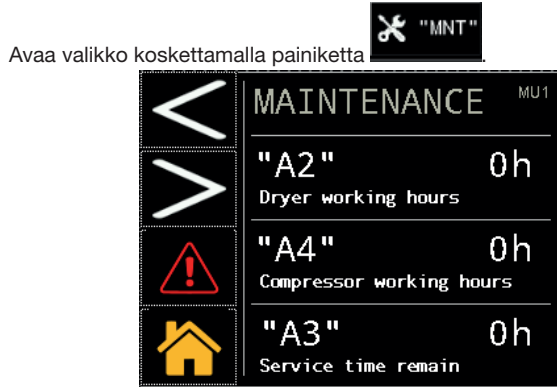 Avaa valikko koskettamalla painiketta "MNT".
MAINTENANCE MU1
"A2" 0h
Dryer working hours
"A4" 0h
Compressor working hours
"A3" 0h
Service time remain